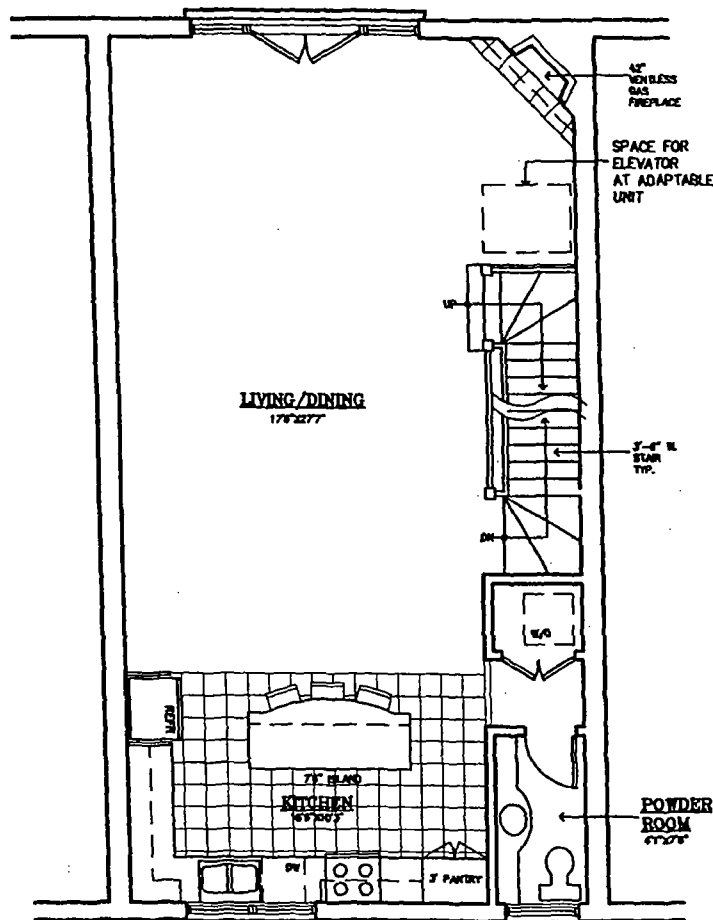 42"
VENTLESS
GAS
FIREPLACE
SPACE FOR
ELEVATOR
AT ADAPTABLE
UNIT
UP
LIVING/DINING
3'-6" W.
STAIR
TYP.
DN
W/D
REFR
7'6" ISLAND
KITCHEN
POWDER
ROOM
DW
3' PANTRY